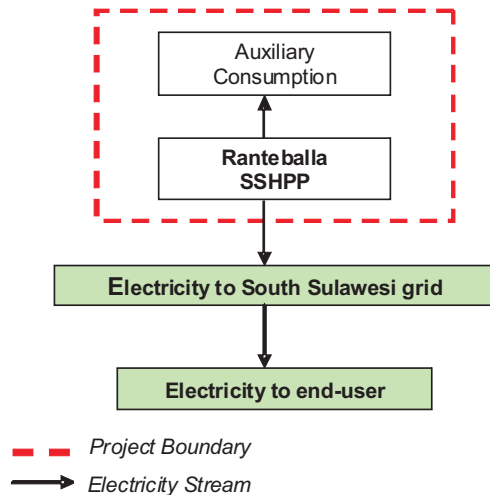 Auxiliary
Consumption
Ranteballa
SSHPP
Electricity to South Sulawesi grid
Electricity to end-user
Project Boundary
Electricity Stream